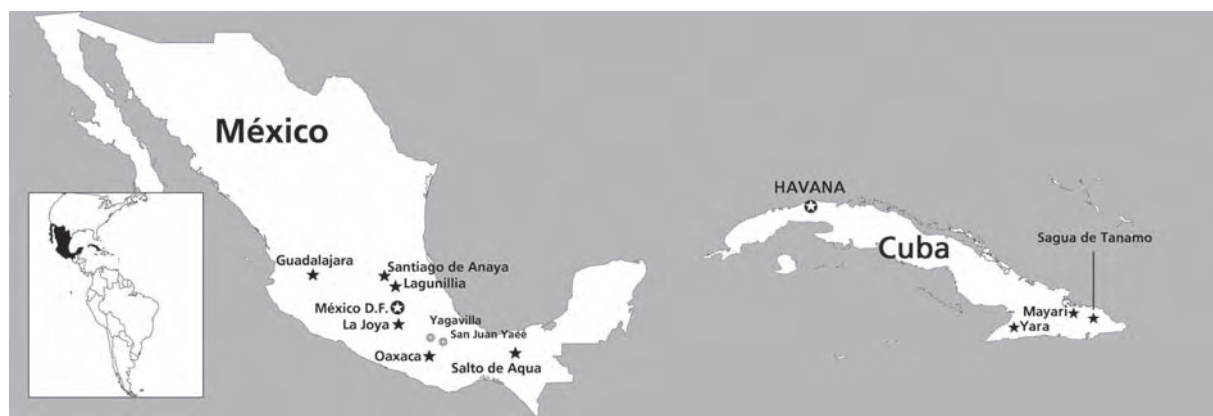 México
Guadalajara
Santiago de Anaya
Lagunillia
México D.F.
La Joya
Yagavilla
San Juan Yaéé
Oaxaca
Salto de Aqua
HAVANA
Cuba
Sagua de Tanamo
Mayari
Yara